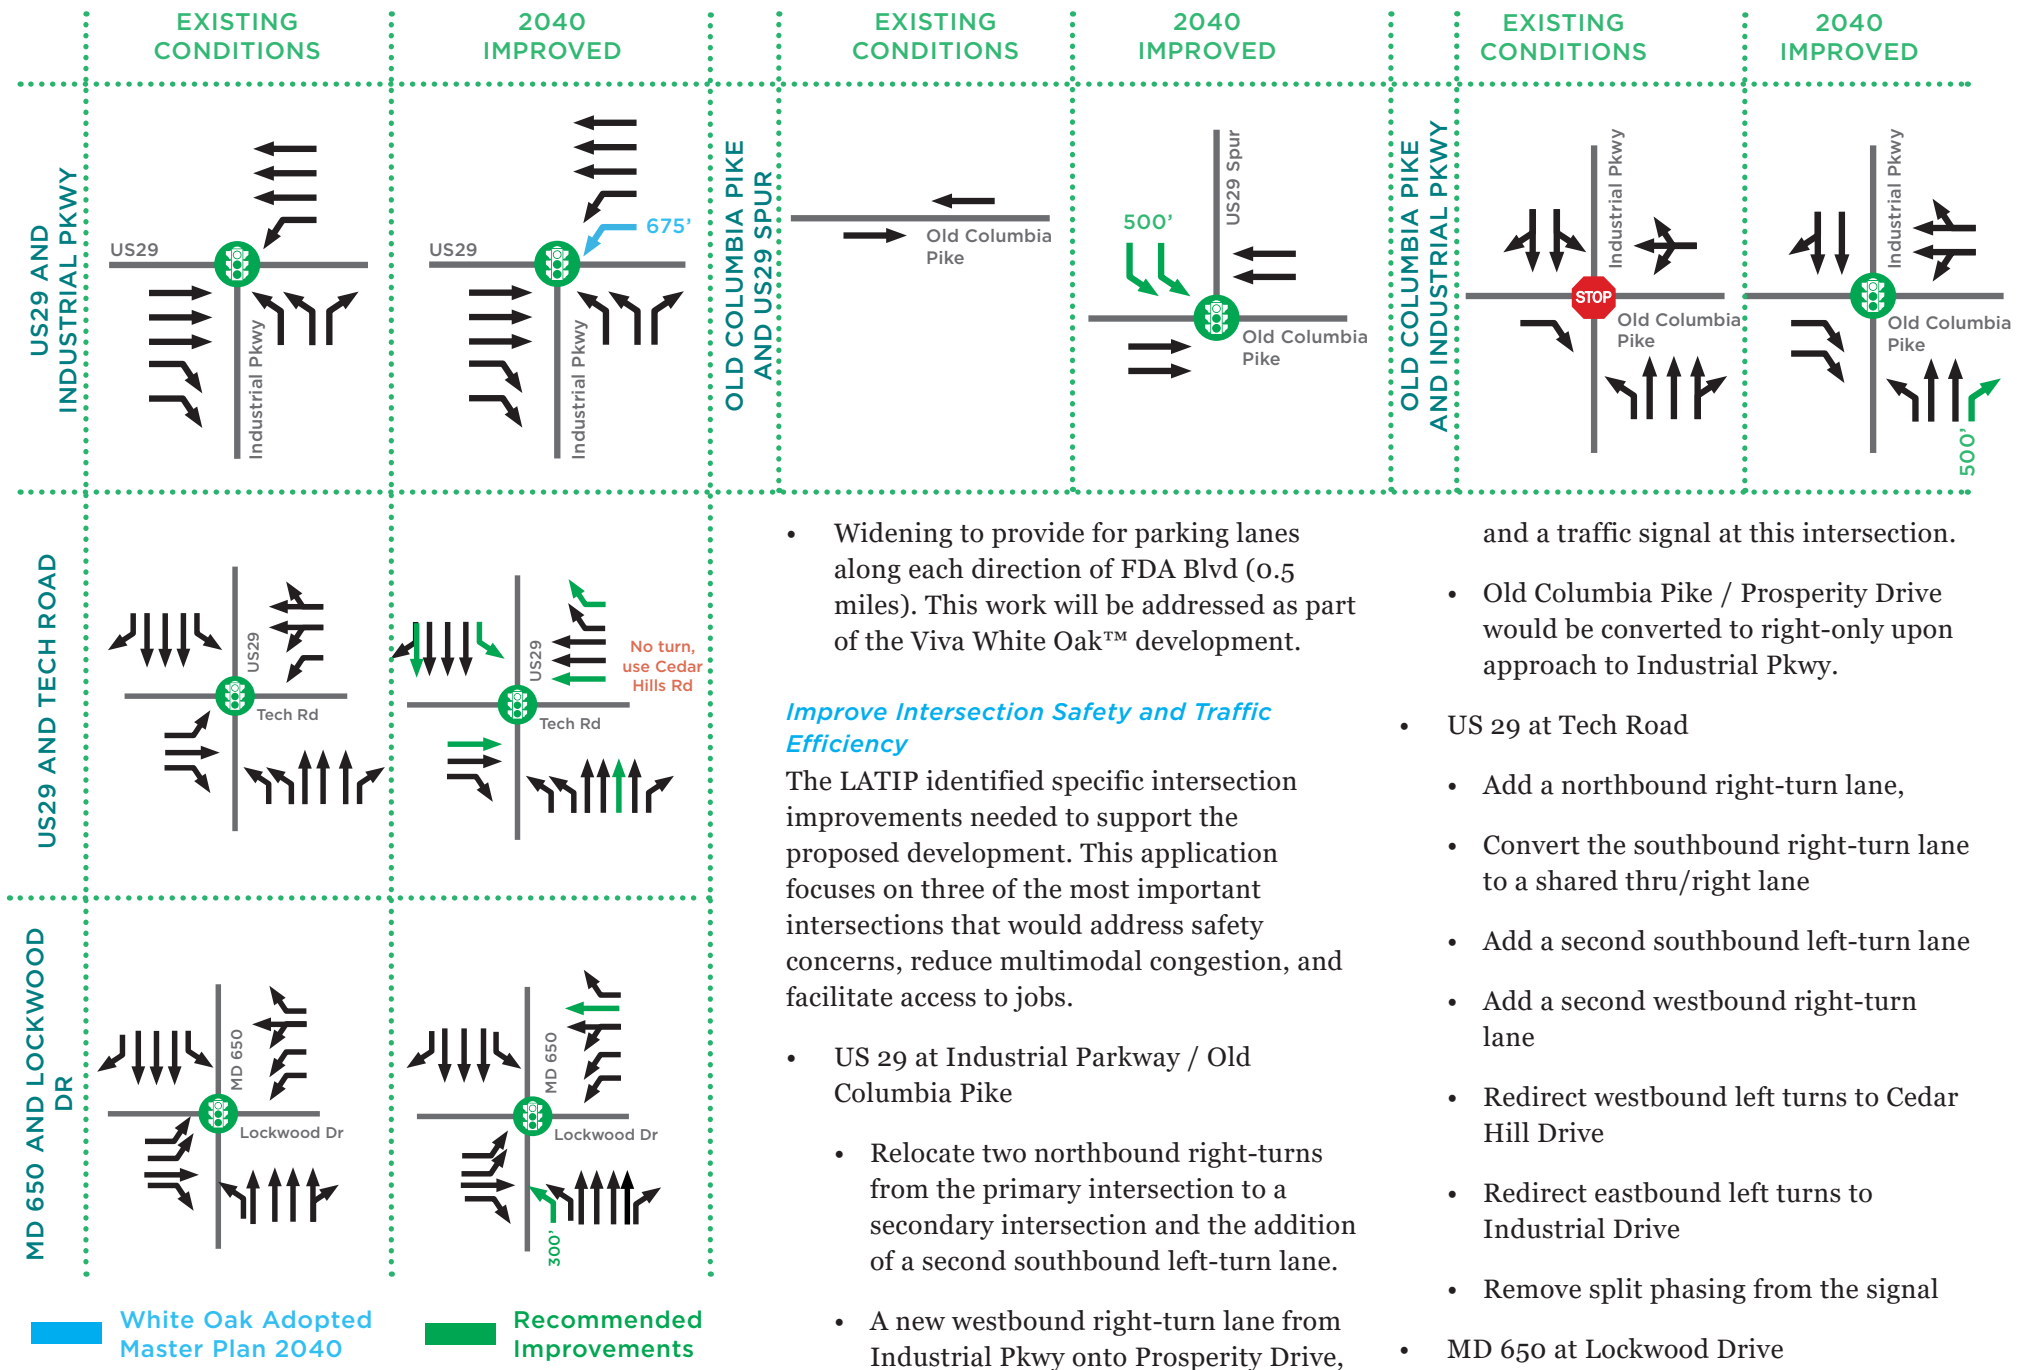 EXISTING CONDITIONS
2040 IMPROVED
EXISTING CONDITIONS
2040 IMPROVED
EXISTING CONDITIONS
2040 IMPROVED
US29 AND
INDUSTRIAL PKWY
US29
Industrial Pkwy
US29
675’
Industrial Pkwy
OLD COLUMBIA PIKE
AND US29 SPUR
Old Columbia
Pike
500’
US29 Spur
Old Columbia
Pike
OLD COLUMBIA PIKE
AND INDUSTRIAL PKWY
Industrial Pkwy
STOP
Old Columbia
Pike
Industrial Pkwy
Old Columbia
Pike
500’
US29 AND TECH ROAD
US29
Tech Rd
US29
No turn,
use Cedar
Hills Rd
Tech Rd
MD 650 AND LOCKWOOD
DR
MD 650
Lockwood Dr
MD 650
Lockwood Dr
300’
White Oak Adopted
Master Plan 2040
Recommended
Improvements
• Widening to provide for parking lanes
along each direction of FDA Blvd (0.5
miles). This work will be addressed as part
of the Viva White Oak™ development.
Improve Intersection Safety and Traffic
Efficiency
The LATIP identified specific intersection
improvements needed to support the
proposed development. This application
focuses on three of the most important
intersections that would address safety
concerns, reduce multimodal congestion, and
facilitate access to jobs.
• US 29 at Industrial Parkway / Old
Columbia Pike
• Relocate two northbound right-turns
from the primary intersection to a
secondary intersection and the addition
of a second southbound left-turn lane.
• A new westbound right-turn lane from
Industrial Pkwy onto Prosperity Drive,
and a traffic signal at this intersection.
• Old Columbia Pike / Prosperity Drive
would be converted to right-only upon
approach to Industrial Pkwy.
• US 29 at Tech Road
• Add a northbound right-turn lane,
• Convert the southbound right-turn lane
to a shared thru/right lane
• Add a second southbound left-turn lane
• Add a second westbound right-turn
lane
• Redirect westbound left turns to Cedar
Hill Drive
• Redirect eastbound left turns to
Industrial Drive
• Remove split phasing from the signal
• MD 650 at Lockwood Drive